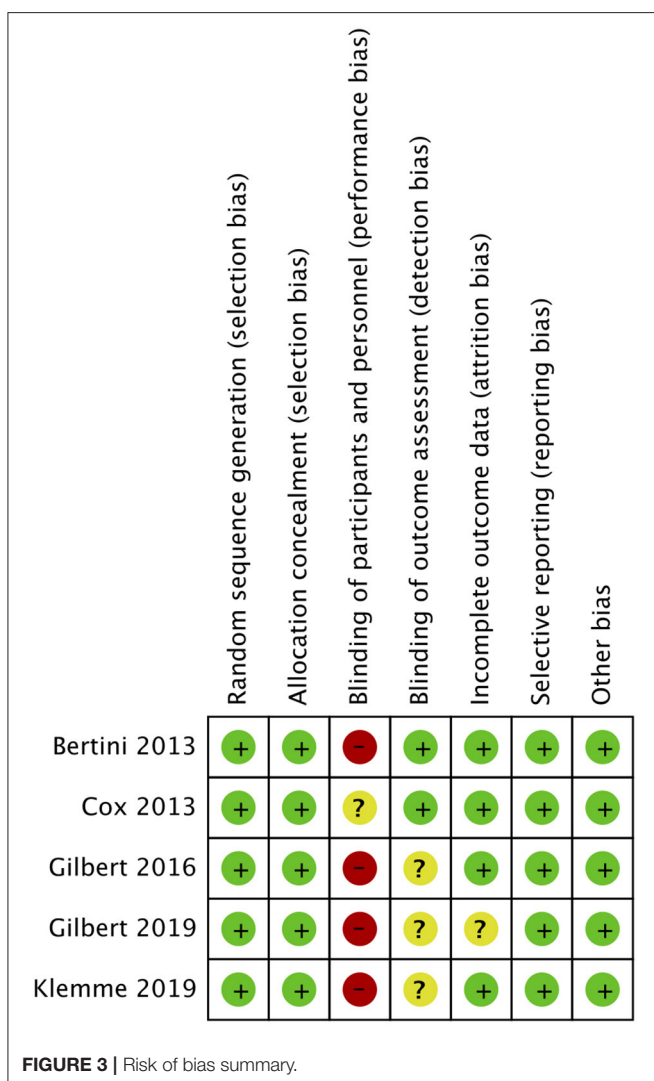 Random sequence generation (selection bias)
Allocation concealment (selection bias)
Blinding of participants and personnel (performance bias)
Blinding of outcome assessment (detection bias)
Incomplete outcome data (attrition bias)
Selective reporting (reporting bias)
Other bias
Bertini 2013 + + - + + + +
Cox 2013 + + ? + + + +
Gilbert 2016 + + - ? + + +
Gilbert 2019 + + - ? ? + +
Klemme 2019 + + - ? + + +
FIGURE 3 | Risk of bias summary.